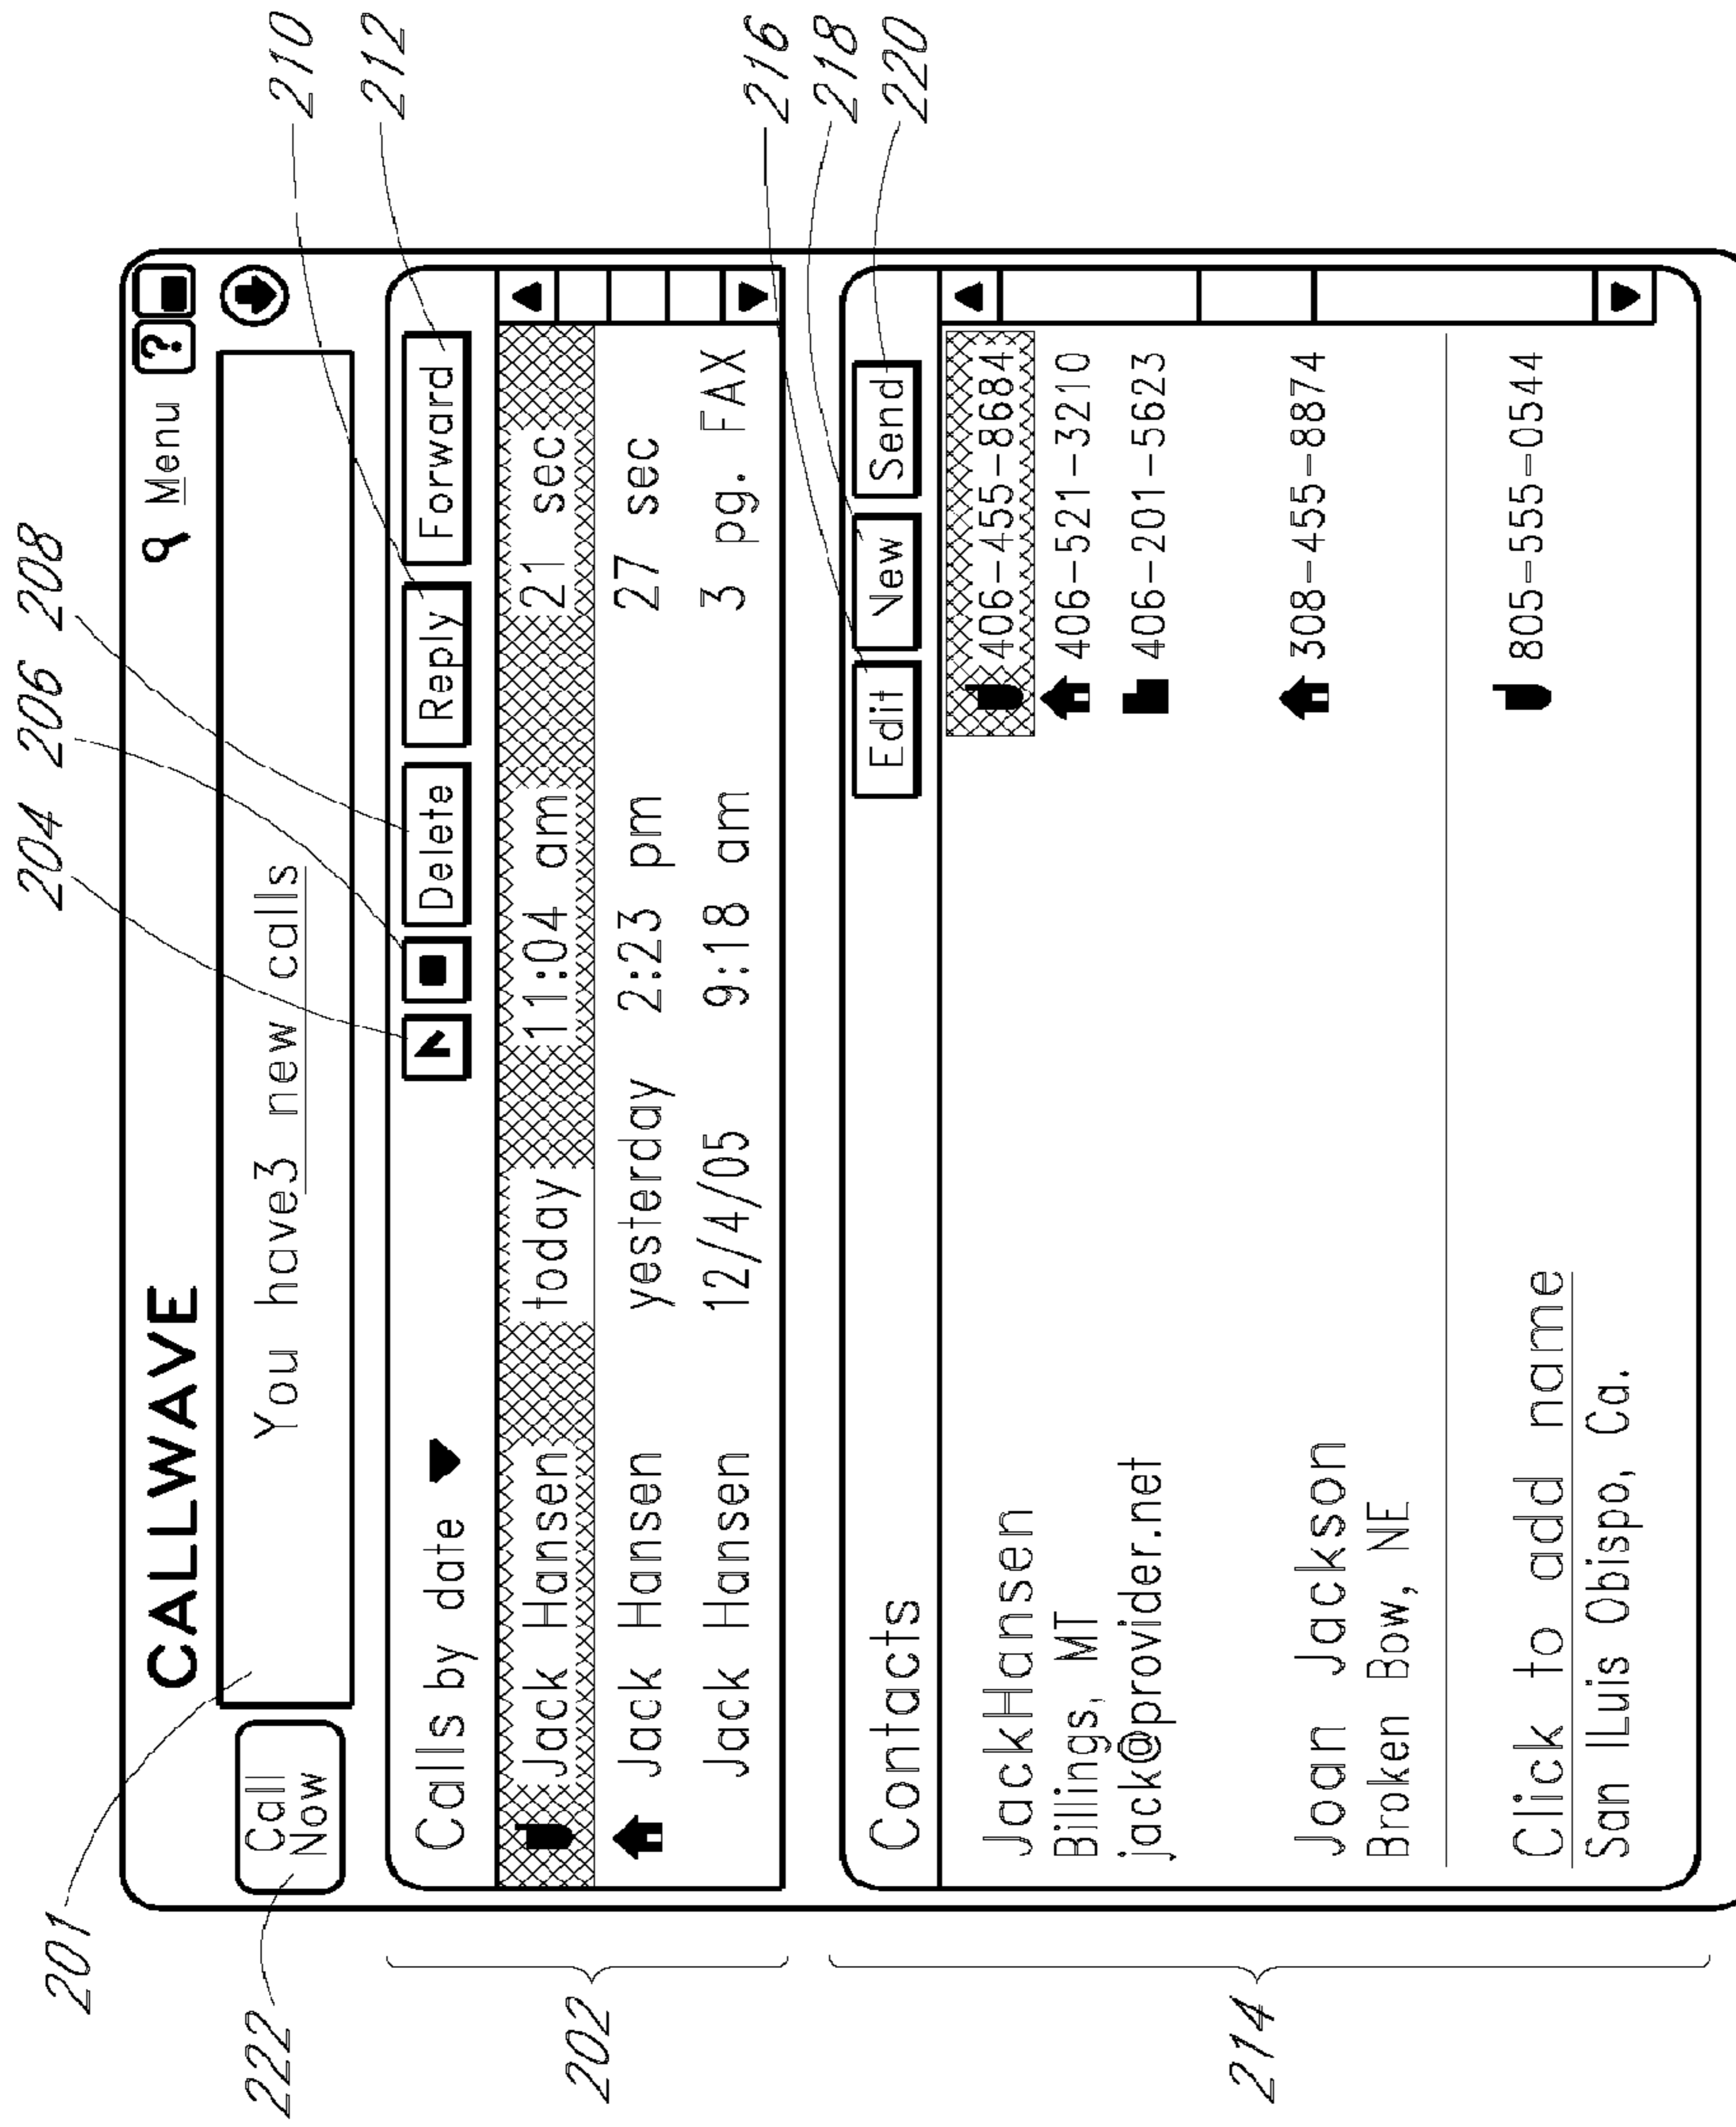 204 206 208
201
CALLWAVE Menu ?
222
Call
Now
You have3 new calls
210
212
202
Calls by date Delete Reply Forward
Jack Hansen today 11:04 am 21 sec
Jack Hansen yesterday 2:23 pm 27 sec
Jack Hansen 12/4/05 9:18 am 3 pg. FAX
216
218
220
214
Contacts Edit New Send
JackHansen 406-455-8684
Billings, MT 406-521-3210
jack@provider.net 406-201-5623
Joan Jackson 308-455-8874
Broken Bow, NE
Click to add name 805-555-0544
San lLuis Obispo, Ca.